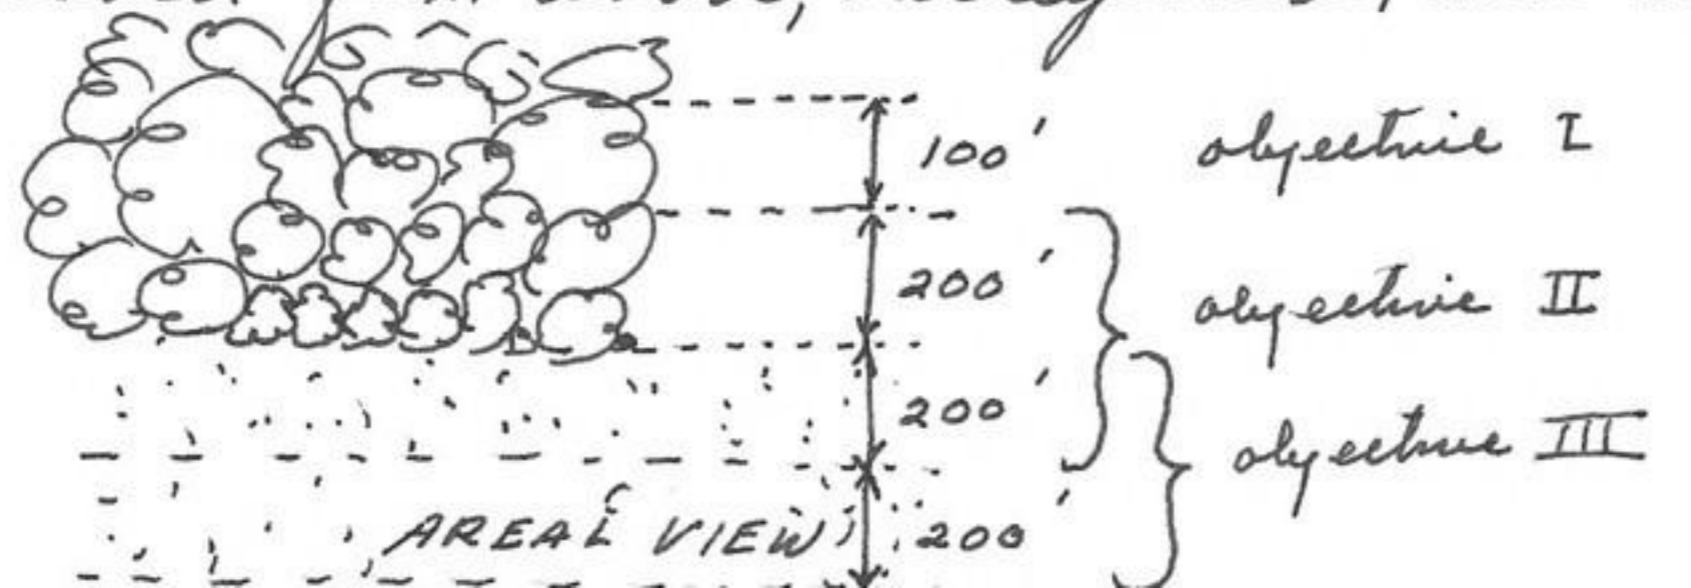 100' objective I
200' objective II
200'
objective III
AREAL VIEW 200'